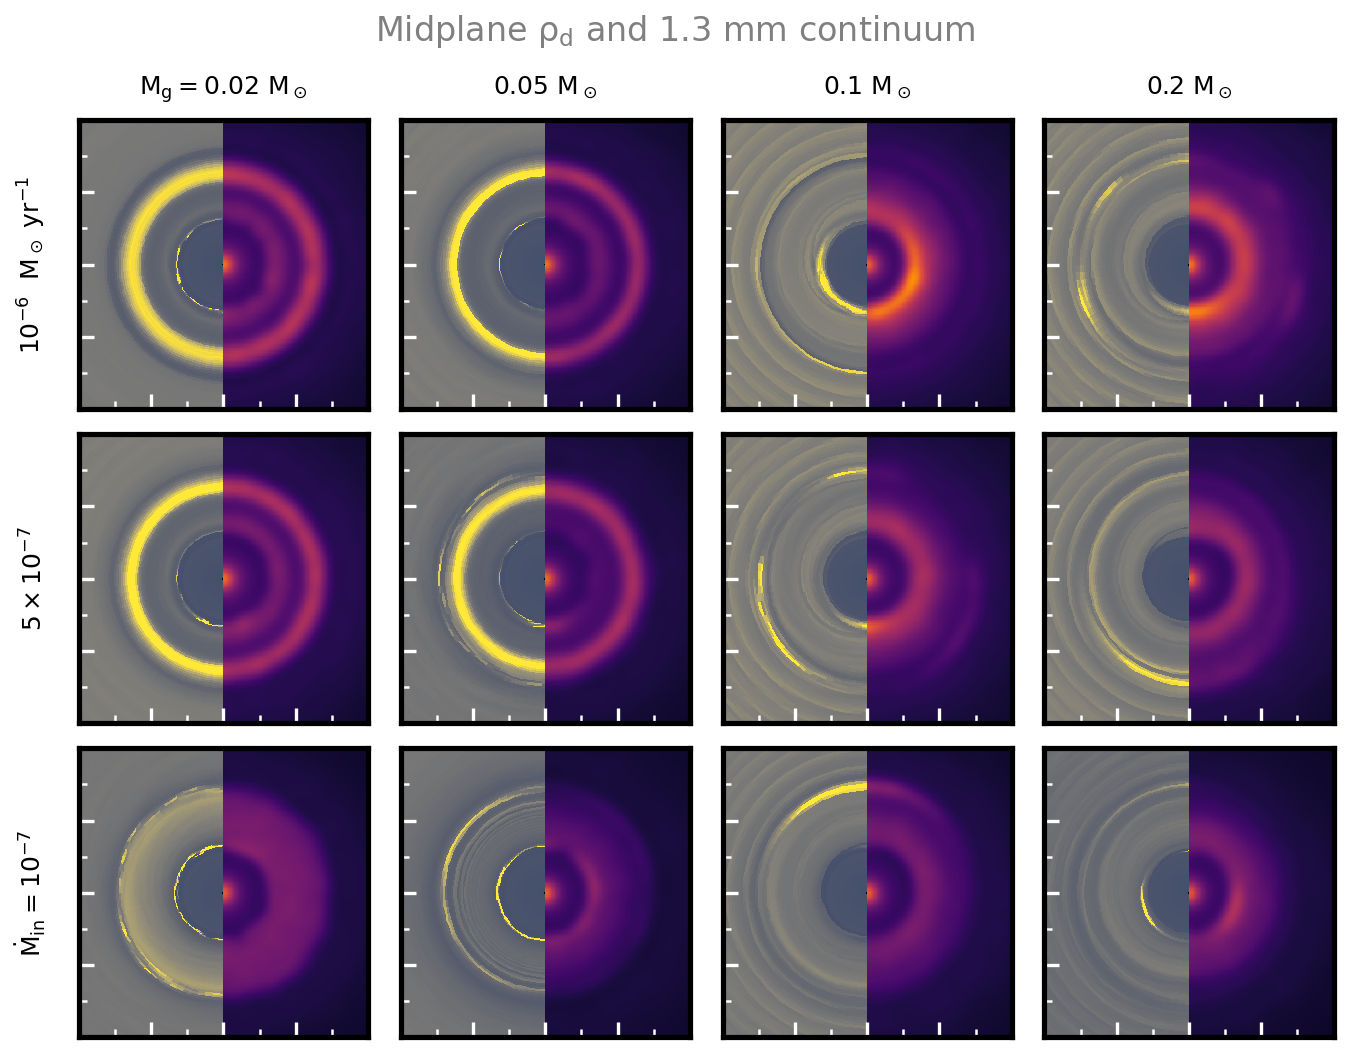 Midplane ρd and 1.3 mm continuum
Mg = 0.02 M⊙
0.05 M⊙
0.1 M⊙
0.2 M⊙
10−6 M⊙ yr−1
5 × 10−7
Ṁin = 10−7